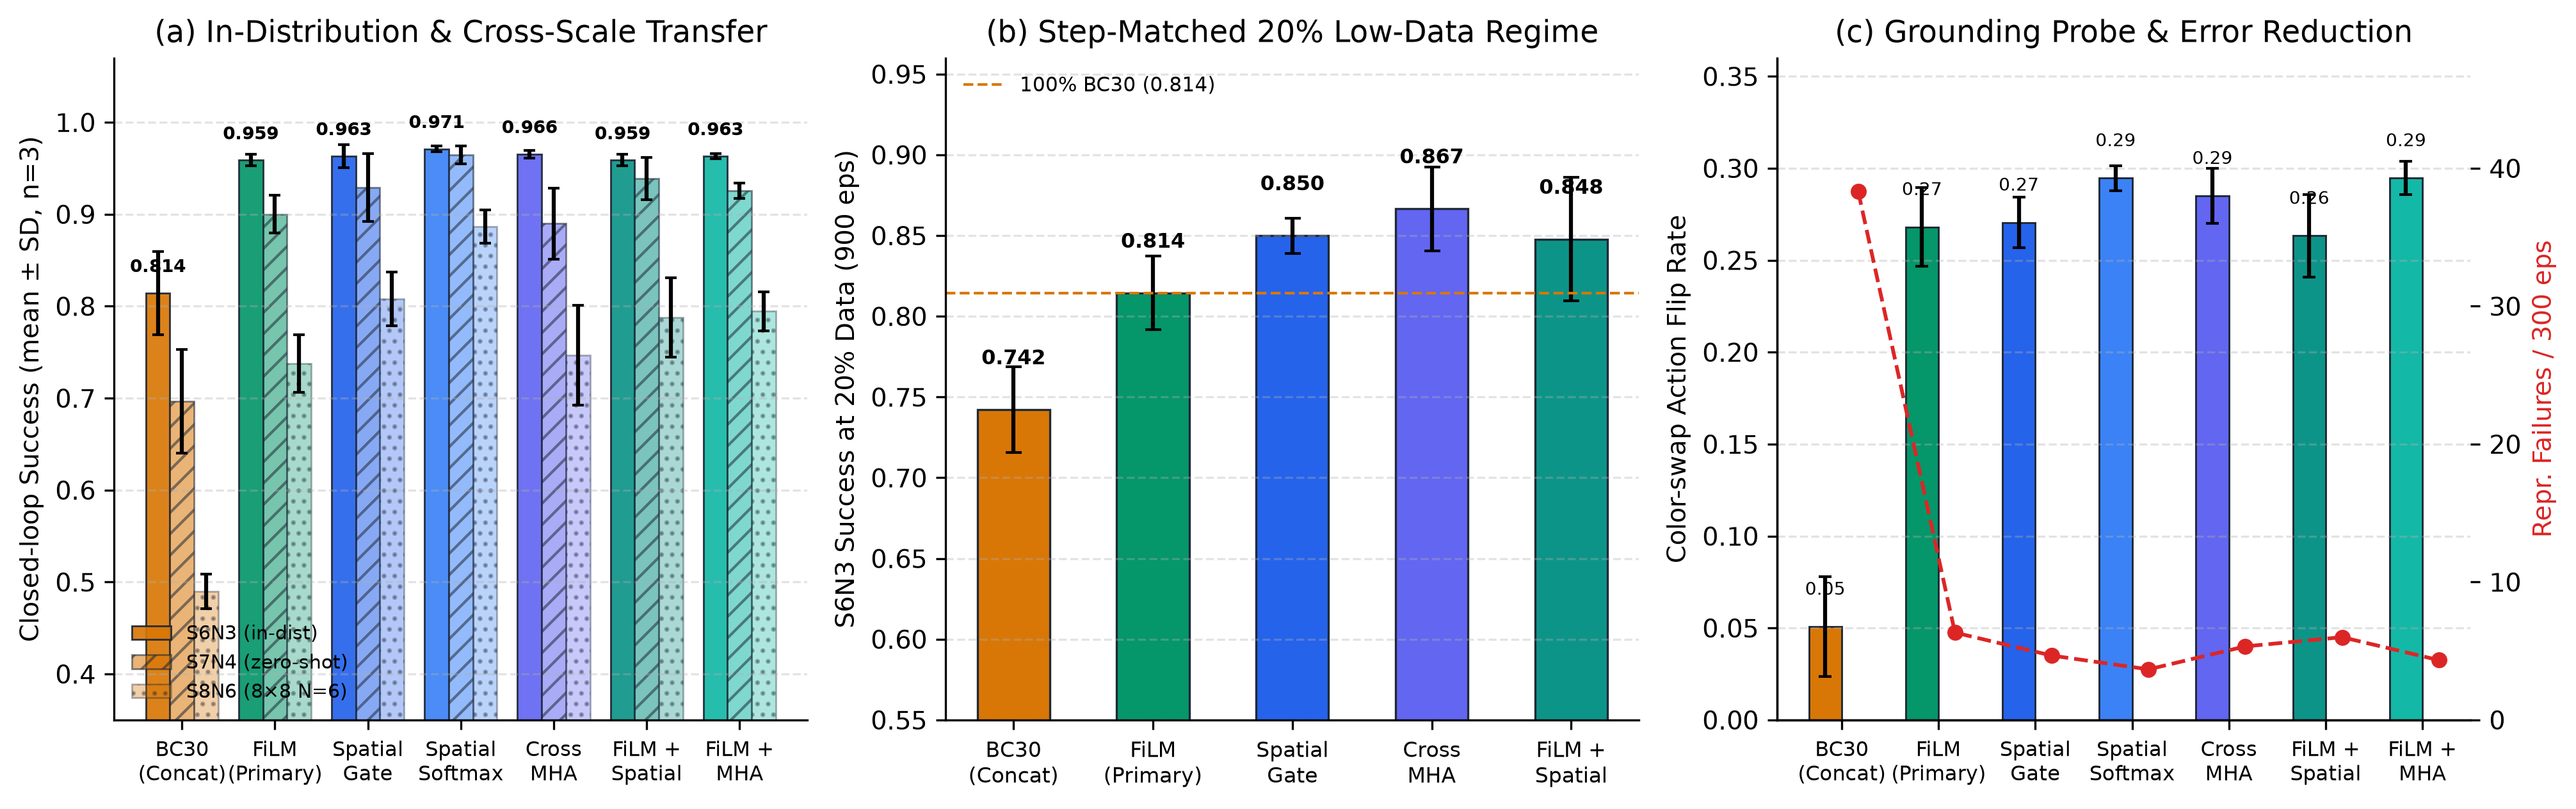 (a) In-Distribution & Cross-Scale Transfer
Closed-loop Success (mean ± SD, n=3)
1.0
0.9
0.8
0.7
0.6
0.5
0.4
0.814
0.959
0.963
0.971
0.966
0.959
0.963
S6N3 (in-dist)
S7N4 (zero-shot)
S8N6 (8×8 N=6)
BC30
(Concat)
FiLM
(Primary)
Spatial
Gate
Spatial
Softmax
Cross
MHA
FiLM +
Spatial
FiLM +
MHA
(b) Step-Matched 20% Low-Data Regime
S6N3 Success at 20% Data (900 eps)
0.95
0.90
0.85
0.80
0.75
0.70
0.65
0.60
0.55
100% BC30 (0.814)
0.742
0.814
0.850
0.867
0.848
BC30
(Concat)
FiLM
(Primary)
Spatial
Gate
Cross
MHA
FiLM +
Spatial
(c) Grounding Probe & Error Reduction
Color-swap Action Flip Rate
0.35
0.30
0.25
0.20
0.15
0.10
0.05
0.00
0.05
0.27
0.27
0.29
0.29
0.26
0.29
40
30
20
10
0
Repr. Failures / 300 eps
BC30
(Concat)
FiLM
(Primary)
Spatial
Gate
Spatial
Softmax
Cross
MHA
FiLM +
Spatial
FiLM +
MHA